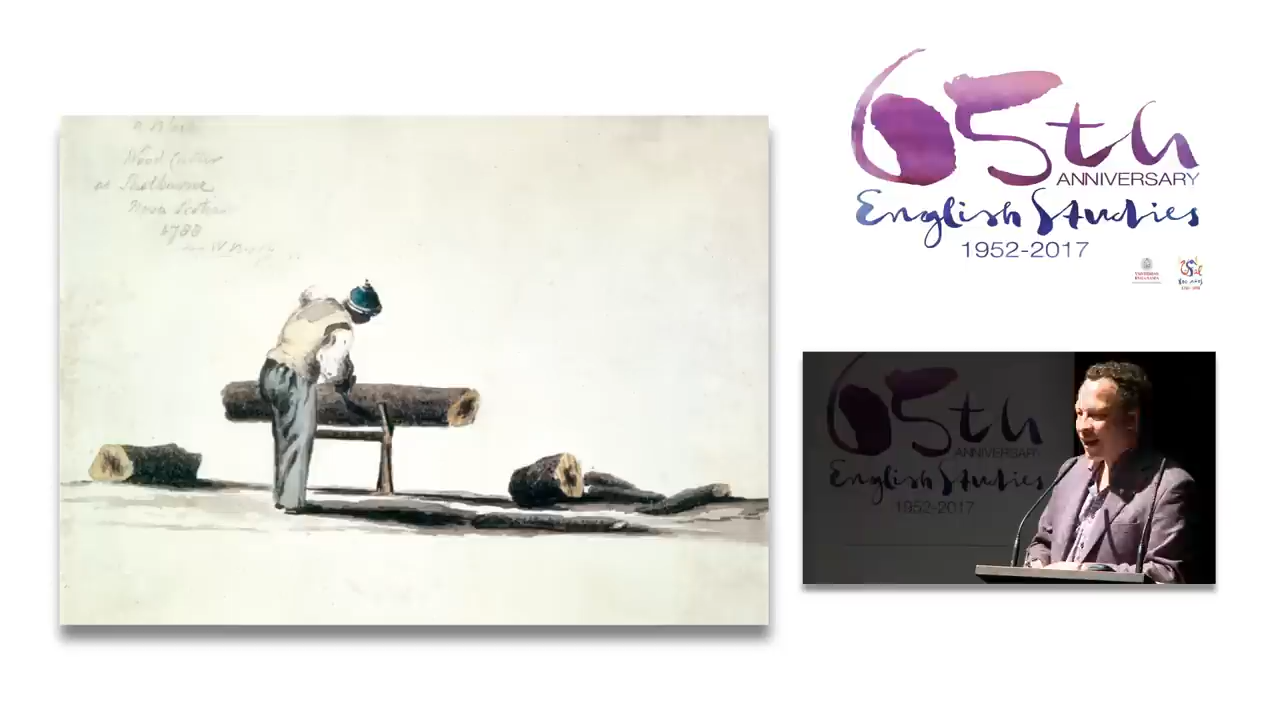 Wood Cutter
at Shelburne
Nova Scotia
1788
65th
ANNIVERSARY
English Studies
1952-2017
65th
ANNIVERSARY
English Studies
1952-2017